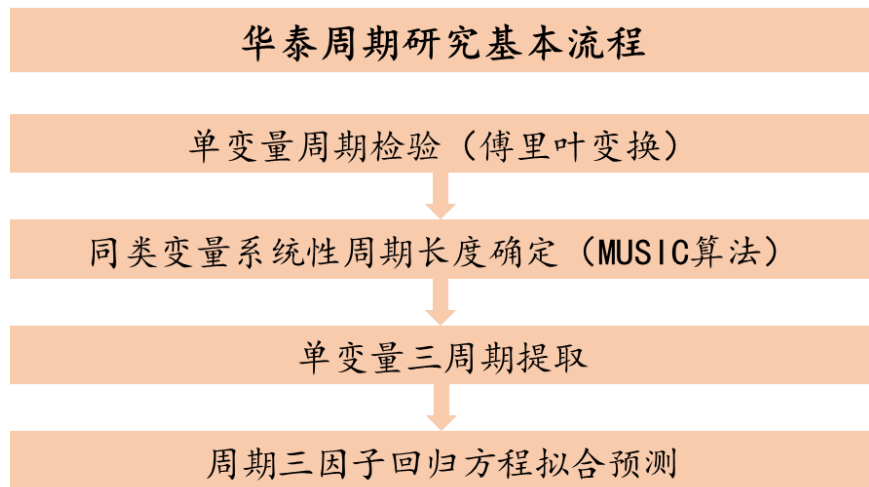 华泰周期研究基本流程
单变量周期检验（傅里叶变换）
同类变量系统性周期长度确定（MUSIC算法）
单变量三周期提取
周期三因子回归方程拟合预测